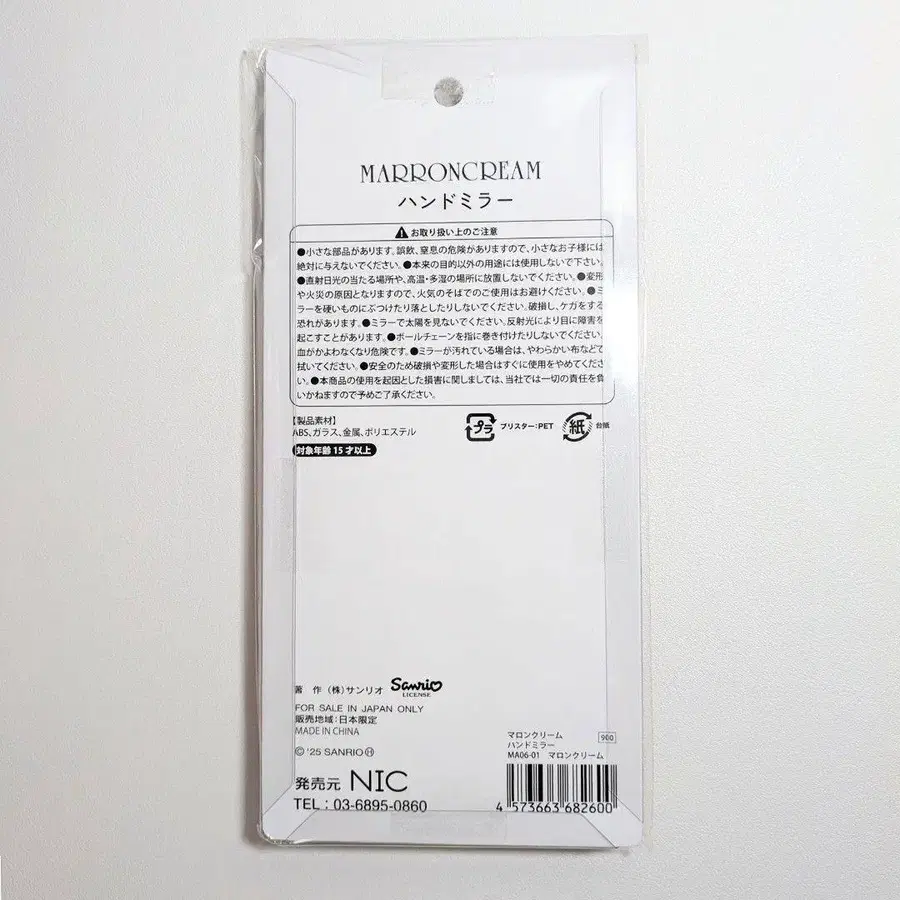 MARRONCREAM
ハンドミラー
お取り扱い上のご注意
●小さな部品があります。誤飲、窒息の危険がありますので、小さなお子様には
絶対に与えないでください。●本来の目的以外の用途には使用しないで下さい。
●直射日光の当たる場所や、高温・多湿の場所に放置しないでください。●変形
や火災の原因となりますので、火気のそばでのご使用はお避けください。●ミ
ラーを硬いものにぶつけたり落としたりしないでください。破損し、ケガをする
恐れがあります。●ミラーで太陽を見ないでください。反射光により目に障害を
起こすことがあります。●ボールチェーンを指に巻き付けたりしないでください。
血がかよわなくなり危険です。●ミラーが汚れている場合は、やわらかい布などで
拭いてください。●安全のため破損や変形した場合はすぐに使用をやめてくださ
い。●本商品の使用を起因とした損害に関しましては、当社では一切の責任を負
いかねますので予めご了承ください。
【製品素材】
ABS、ガラス、金属、ポリエステル
プラ ブリスター:PET 紙 台紙
対象年齢15才以上
著 作 (株)サンリオ Sanrio
LICENSE
FOR SALE IN JAPAN ONLY
販売地域:日本限定
MADE IN CHINA
© '25 SANRIO Ⓗ
発売元 NIC
TEL : 03-6895-0860
マロンクリーム 900
ハンドミラー
MA06-01 マロンクリーム
4 573663 682600